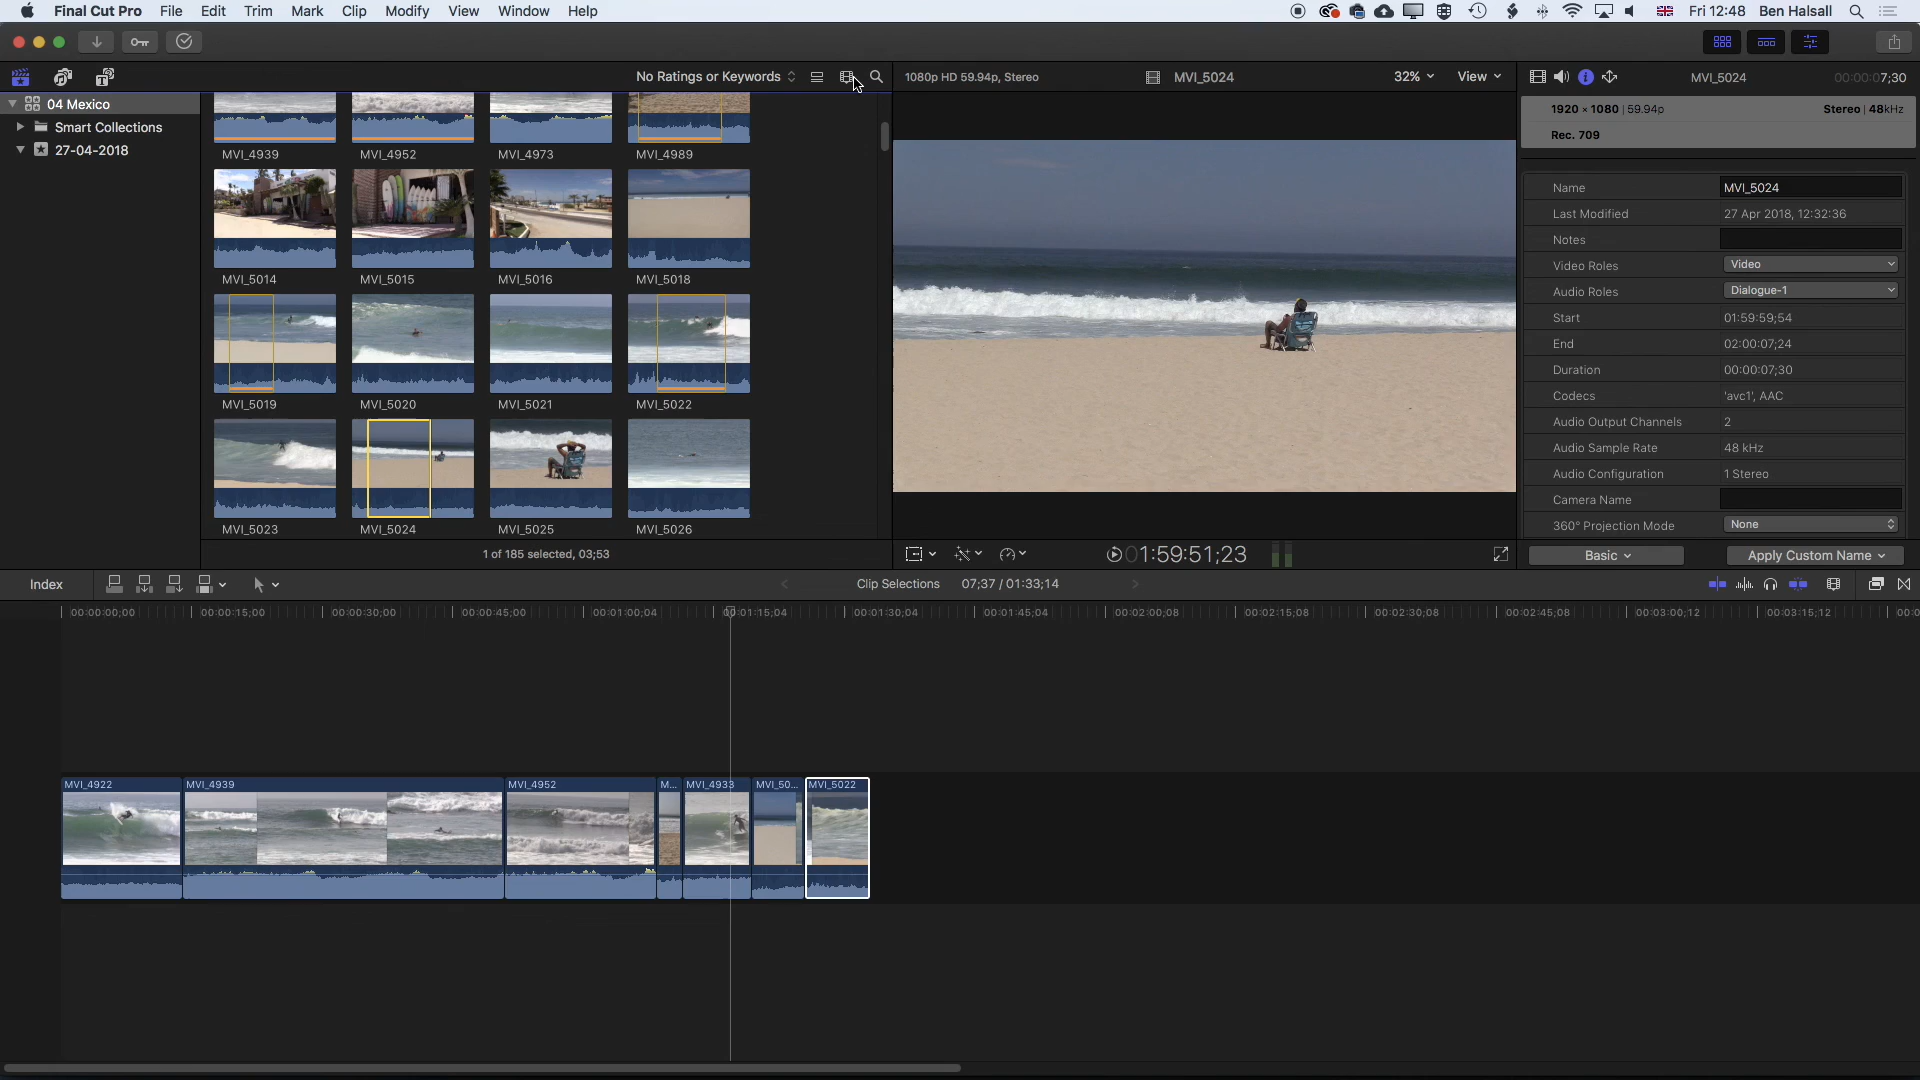 Final Cut Pro File Edit Trim Mark Clip Modify View Window Help Fri 12:48 Ben Halsall
No Ratings or Keywords 1080p HD 59.94p, Stereo MVI_5024 32% View MVI_5024 00:00:07;30
04 Mexico
Smart Collections
27-04-2018
MVI_4939 MVI_4952 MVI_4973 MVI_4989
MVI_5014 MVI_5015 MVI_5016 MVI_5018
MVI_5019 MVI_5020 MVI_5021 MVI_5022
MVI_5023 MVI_5024 MVI_5025 MVI_5026
1 of 185 selected, 03;53
01:59:51;23
1920 × 1080 | 59.94p Stereo | 48kHz
Rec. 709
Name MVI_5024
Last Modified 27 Apr 2018, 12:32:36
Notes
Video Roles Video
Audio Roles Dialogue-1
Start 01:59:59;54
End 02:00:07;24
Duration 00:00:07;30
Codecs 'avc1', AAC
Audio Output Channels 2
Audio Sample Rate 48 kHz
Audio Configuration 1 Stereo
Camera Name
360° Projection Mode None
Basic Apply Custom Name
Index Clip Selections 07;37 / 01:33;14
00:00:00;00 00:00:15;00 00:00:30;00 00:00:45;00 00:01:00;04 00:01:15;04 00:01:30;04 00:01:45;04 00:02:00;08 00:02:15;08 00:02:30;08 00:02:45;08 00:03:00;12 00:03:15;12 00:0
MVI_4922 MVI_4939 MVI_4952 M... MVI_4933 MVI_50... MVI_5022